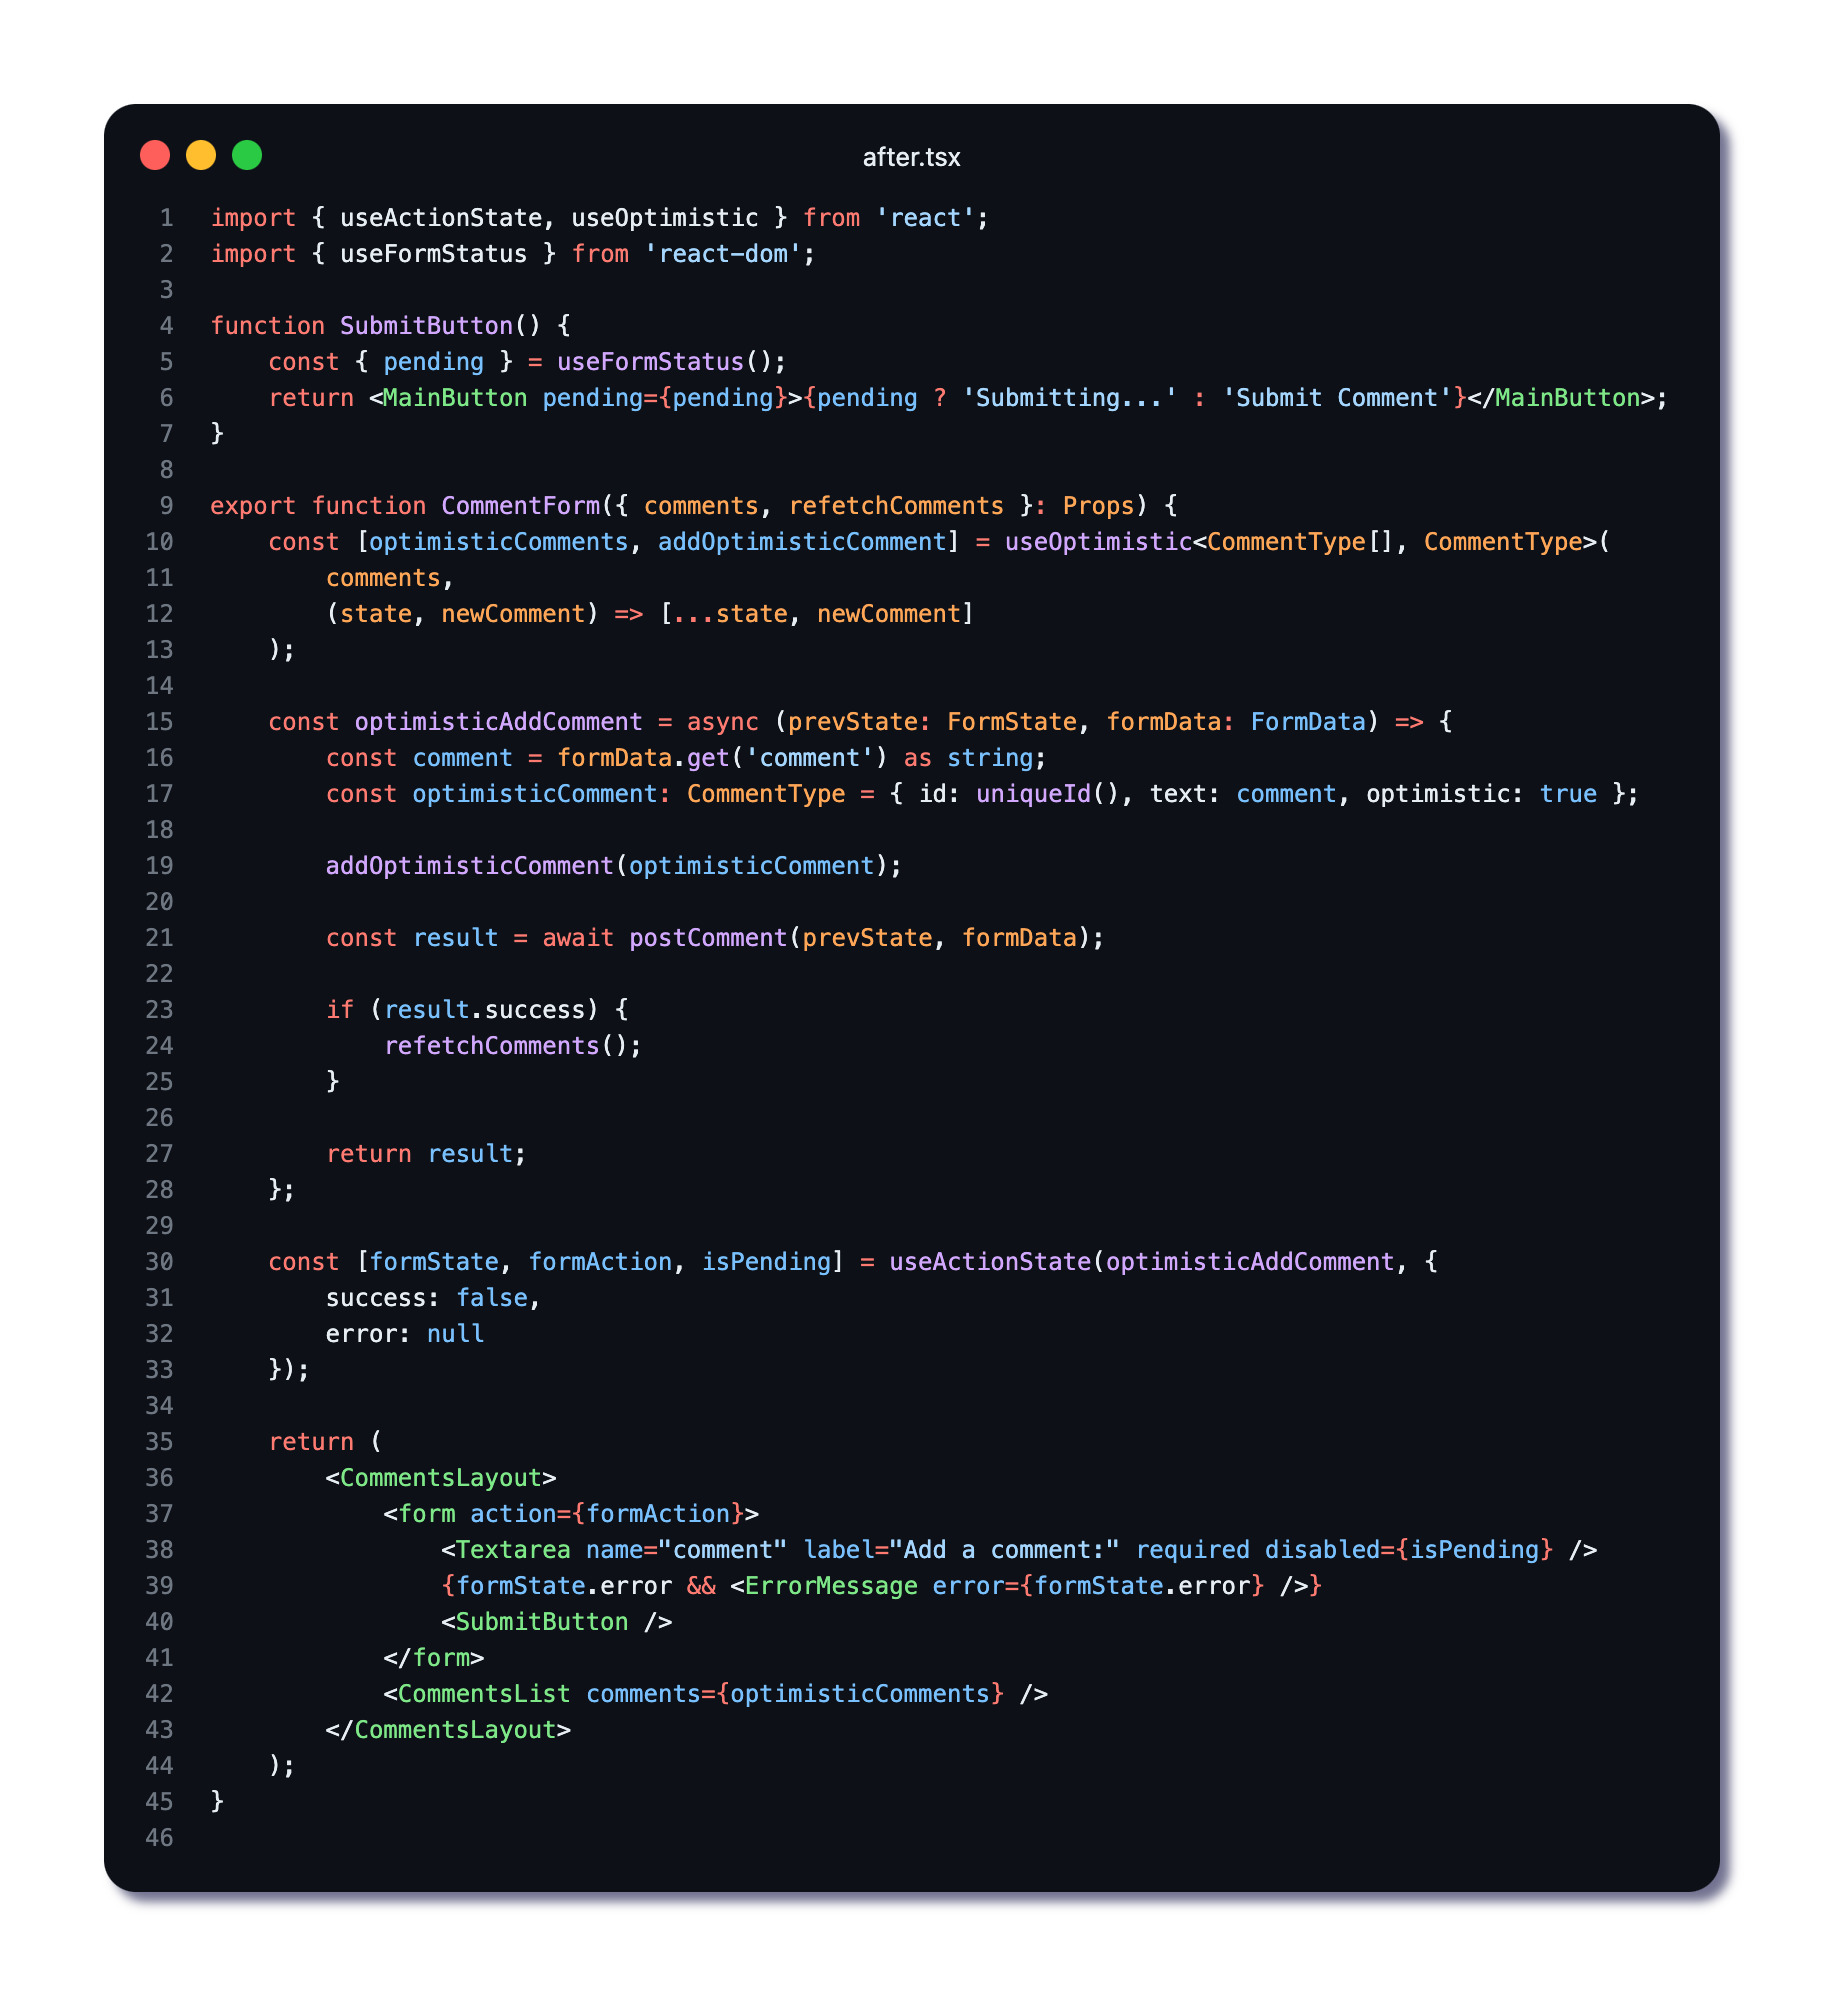 after.tsx
1 import { useActionState, useOptimistic } from 'react';
2 import { useFormStatus } from 'react-dom';
3
4 function SubmitButton() {
5     const { pending } = useFormStatus();
6     return <MainButton pending={pending}>{pending ? 'Submitting...' : 'Submit Comment'}</MainButton>;
7 }
8
9 export function CommentForm({ comments, refetchComments }: Props) {
10     const [optimisticComments, addOptimisticComment] = useOptimistic<CommentType[], CommentType>(
11         comments,
12         (state, newComment) => [...state, newComment]
13     );
14
15     const optimisticAddComment = async (prevState: FormState, formData: FormData) => {
16         const comment = formData.get('comment') as string;
17         const optimisticComment: CommentType = { id: uniqueId(), text: comment, optimistic: true };
18
19         addOptimisticComment(optimisticComment);
20
21         const result = await postComment(prevState, formData);
22
23         if (result.success) {
24             refetchComments();
25         }
26
27         return result;
28     };
29
30     const [formState, formAction, isPending] = useActionState(optimisticAddComment, {
31         success: false,
32         error: null
33     });
34
35     return (
36         <CommentsLayout>
37             <form action={formAction}>
38                 <Textarea name="comment" label="Add a comment:" required disabled={isPending} />
39                 {formState.error && <ErrorMessage error={formState.error} />}
40                 <SubmitButton />
41             </form>
42             <CommentsList comments={optimisticComments} />
43         </CommentsLayout>
44     );
45 }
46